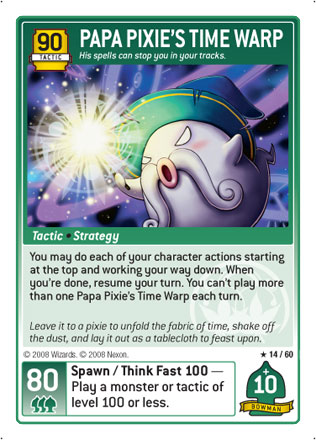 90
TACTIC
PAPA PIXIE'S TIME WARP
His spells can stop you in your tracks.
Tactic • Strategy
You may do each of your character actions starting
at the top and working your way down. When
you're done, resume your turn. You can't play more
than one Papa Pixie's Time Warp each turn.
Leave it to a pixie to unfold the fabric of time, shake off
the dust, and lay it out as a tablecloth to feast upon.
© 2008 Wizards. © 2008 Nexon.
★ 14 / 60
80
Spawn / Think Fast 100 —
Play a monster or tactic of
level 100 or less.
+
10
BOWMAN